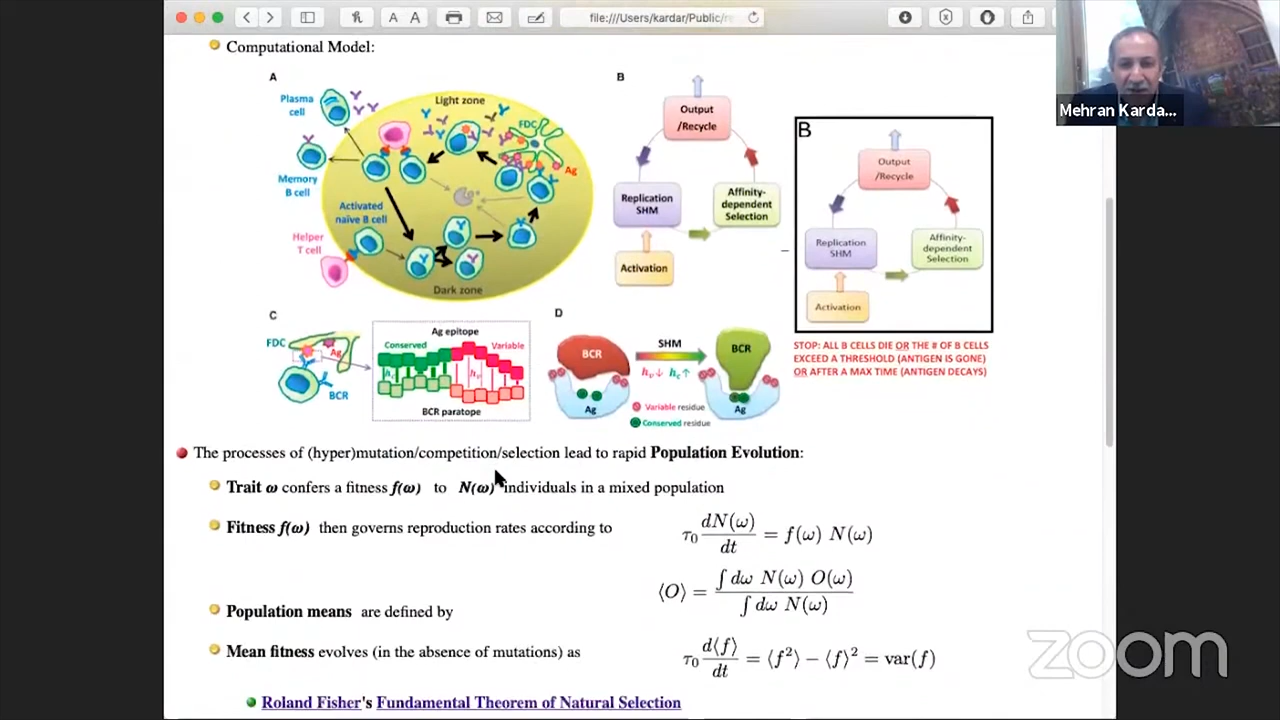 file:///Users/kardar/Public/re
Mehran Karda...
Computational Model:
A
Plasma cell
Memory B cell
Activated naïve B cell
Helper T cell
Light zone
FDC
Ag
Dark zone
B
Output /Recycle
Replication SHM
Affinity-dependent Selection
Activation
B
Output /Recycle
Replication SHM
Affinity-dependent Selection
Activation
STOP: ALL B CELLS DIE OR THE # OF B CELLS
EXCEED A THRESHOLD (ANTIGEN IS GONE)
OR AFTER A MAX TIME (ANTIGEN DECAYS)
C
FDC
Ag
BCR
Ag epitope
Conserved Variable
BCR paratope
D
BCR
SHM
BCR
Ag
Ag
Variable residue
Conserved residue
The processes of (hyper)mutation/competition/selection lead to rapid Population Evolution:
Trait ω confers a fitness f(ω) to N(ω) individuals in a mixed population
Fitness f(ω) then governs reproduction rates according to τ₀ dN(ω)/dt = f(ω) N(ω)
Population means are defined by ⟨O⟩ = ∫dω N(ω) O(ω) / ∫dω N(ω)
Mean fitness evolves (in the absence of mutations) as τ₀ d⟨f⟩/dt = ⟨f²⟩ − ⟨f⟩² = var(f)
Roland Fisher's Fundamental Theorem of Natural Selection
zoom